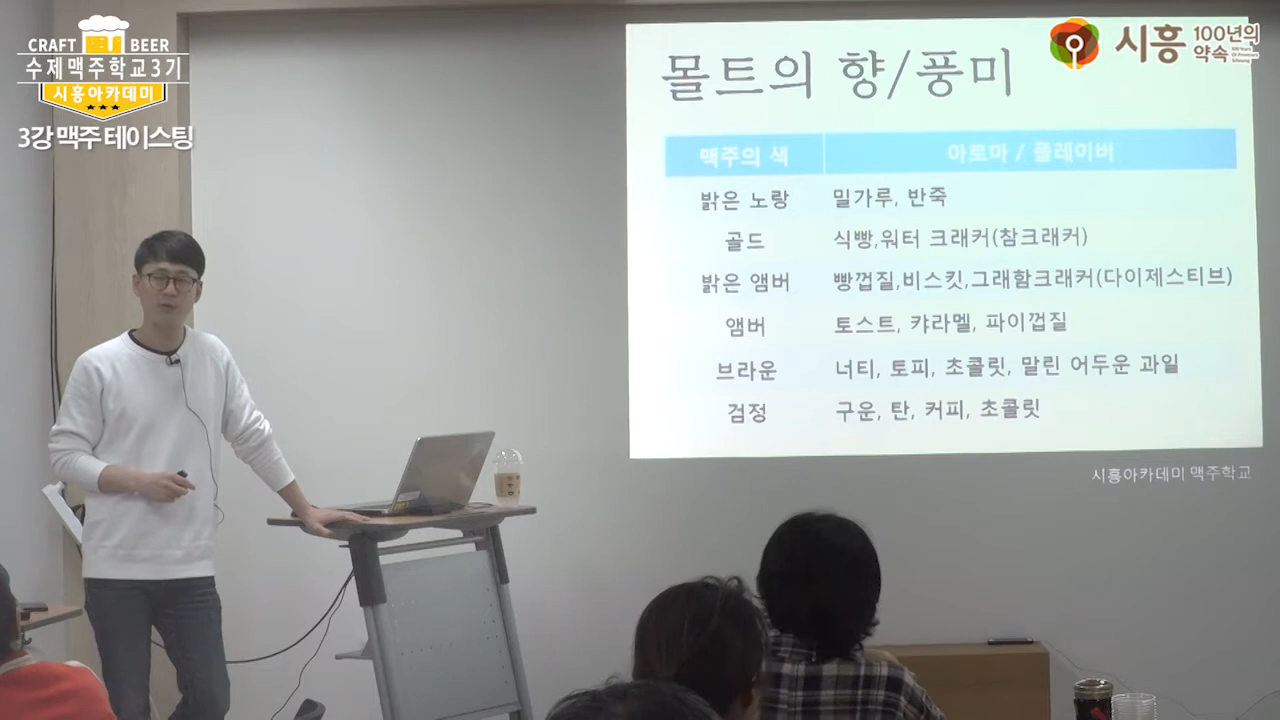 CRAFT BEER
수제맥주학교3기
시흥아카데미
3강 맥주 테이스팅
시흥 100년의
약속
몰트의 향/풍미
맥주의 색 아로마 / 플레이버
밝은 노랑 밀가루, 반죽
골드 식빵,워터 크래커(참크래커)
밝은 앰버 빵껍질,비스킷,그래함크래커(다이제스티브)
앰버 토스트, 캬라멜, 파이껍질
브라운 너티, 토피, 초콜릿, 말린 어두운 과일
검정 구운, 탄, 커피, 초콜릿
시흥아카데미 맥주학교